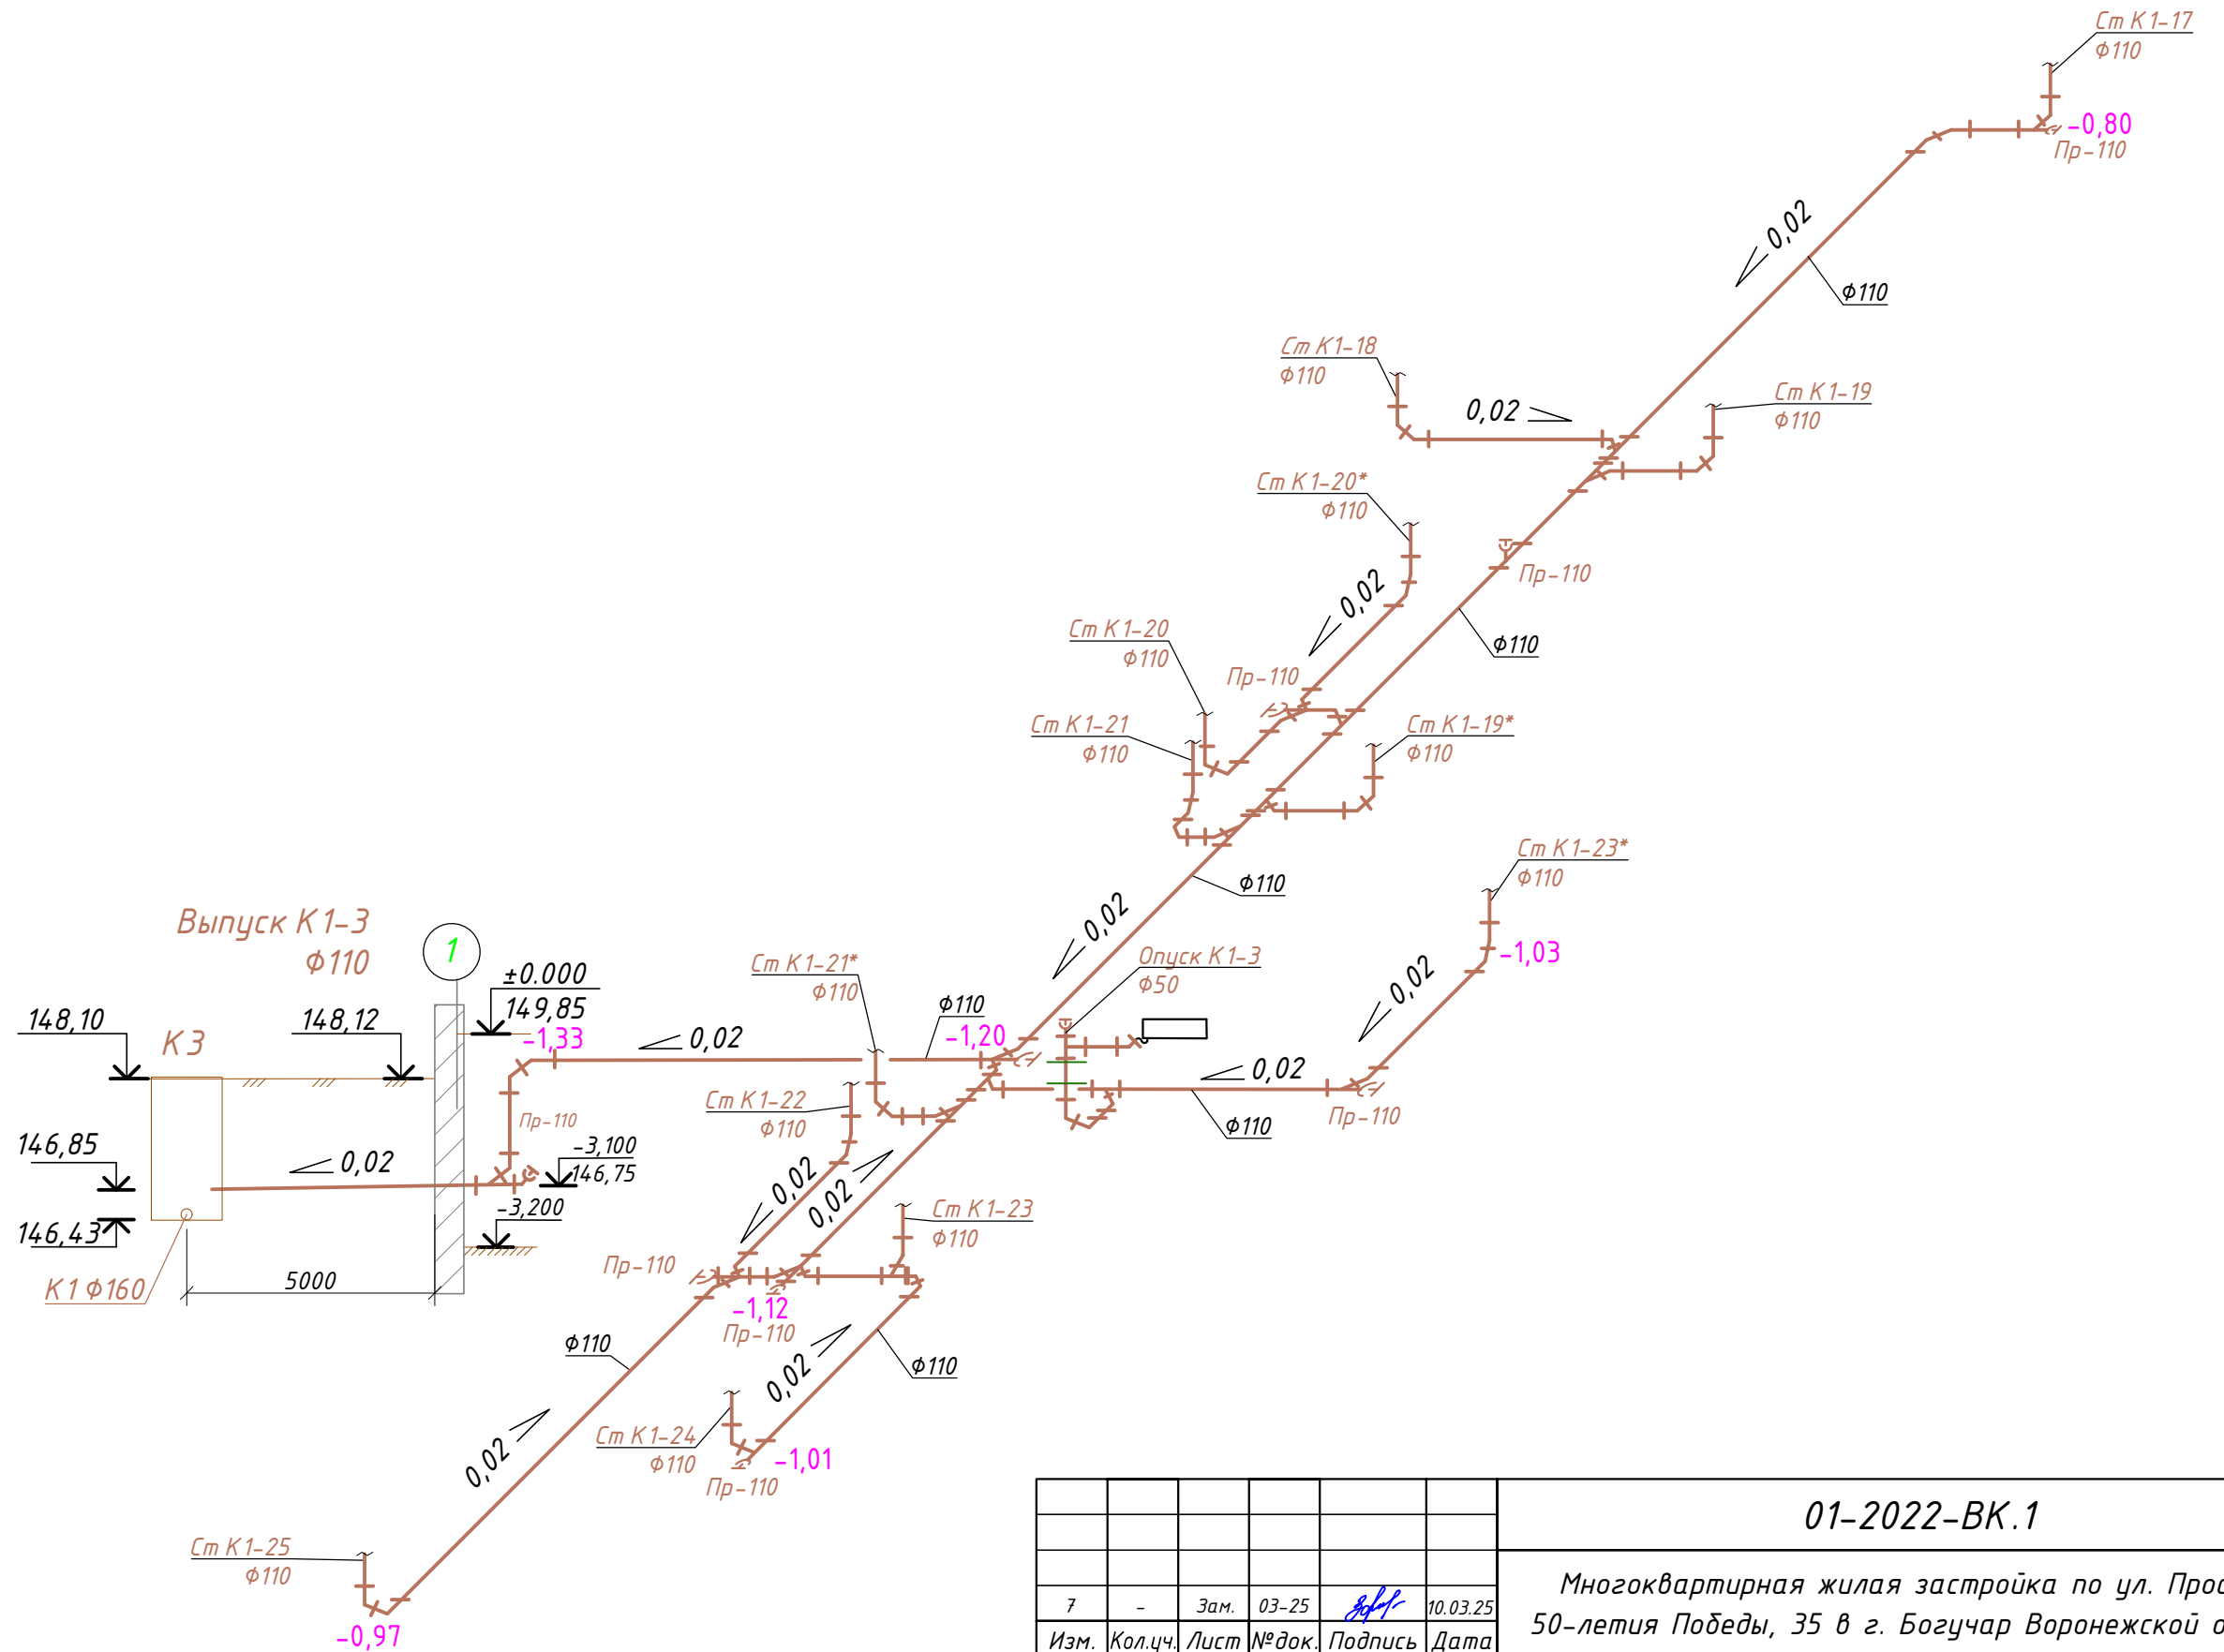 Ст К1-17
Ф110
-0,80
Пр-110
0,02
Ф110
Ст К1-18
Ф110
0,02
Ст К1-19
Ф110
Ст К1-20*
Ф110
Пр-110
0,02
Ф110
Ст К1-20
Ф110
Пр-110
Ст К1-21
Ф110
Ст К1-19*
Ф110
Ст К1-23*
Ф110
-1,03
0,02
Ф110
0,02
Выпуск К1-3
Ф110
1
±0.000
149,85
-1,33
148,10
148,12
К3
0,02
Ст К1-21*
Ф110
Ф110
-1,20
Опуск К1-3
Ф50
0,02
Ф110
Пр-110
Ст К1-22
Ф110
Пр-110
146,85
0,02
-3,100
146,75
-3,200
146,43
К1 Ф160
5000
0,02
0,02
Ст К1-23
Ф110
Пр-110
-1,12
Пр-110
Ф110
0,02
Ф110
0,02
Ст К1-24
Ф110
-1,01
Пр-110
Ст К1-25
Ф110
-0,97
01-2022-ВК.1
7 - Зам. 03-25 10.03.25
Изм. Кол.уч. Лист №док. Подпись Дата
Многоквартирная жилая застройка по ул.
50-летия Победы, 35 в г. Богучар Воронежской